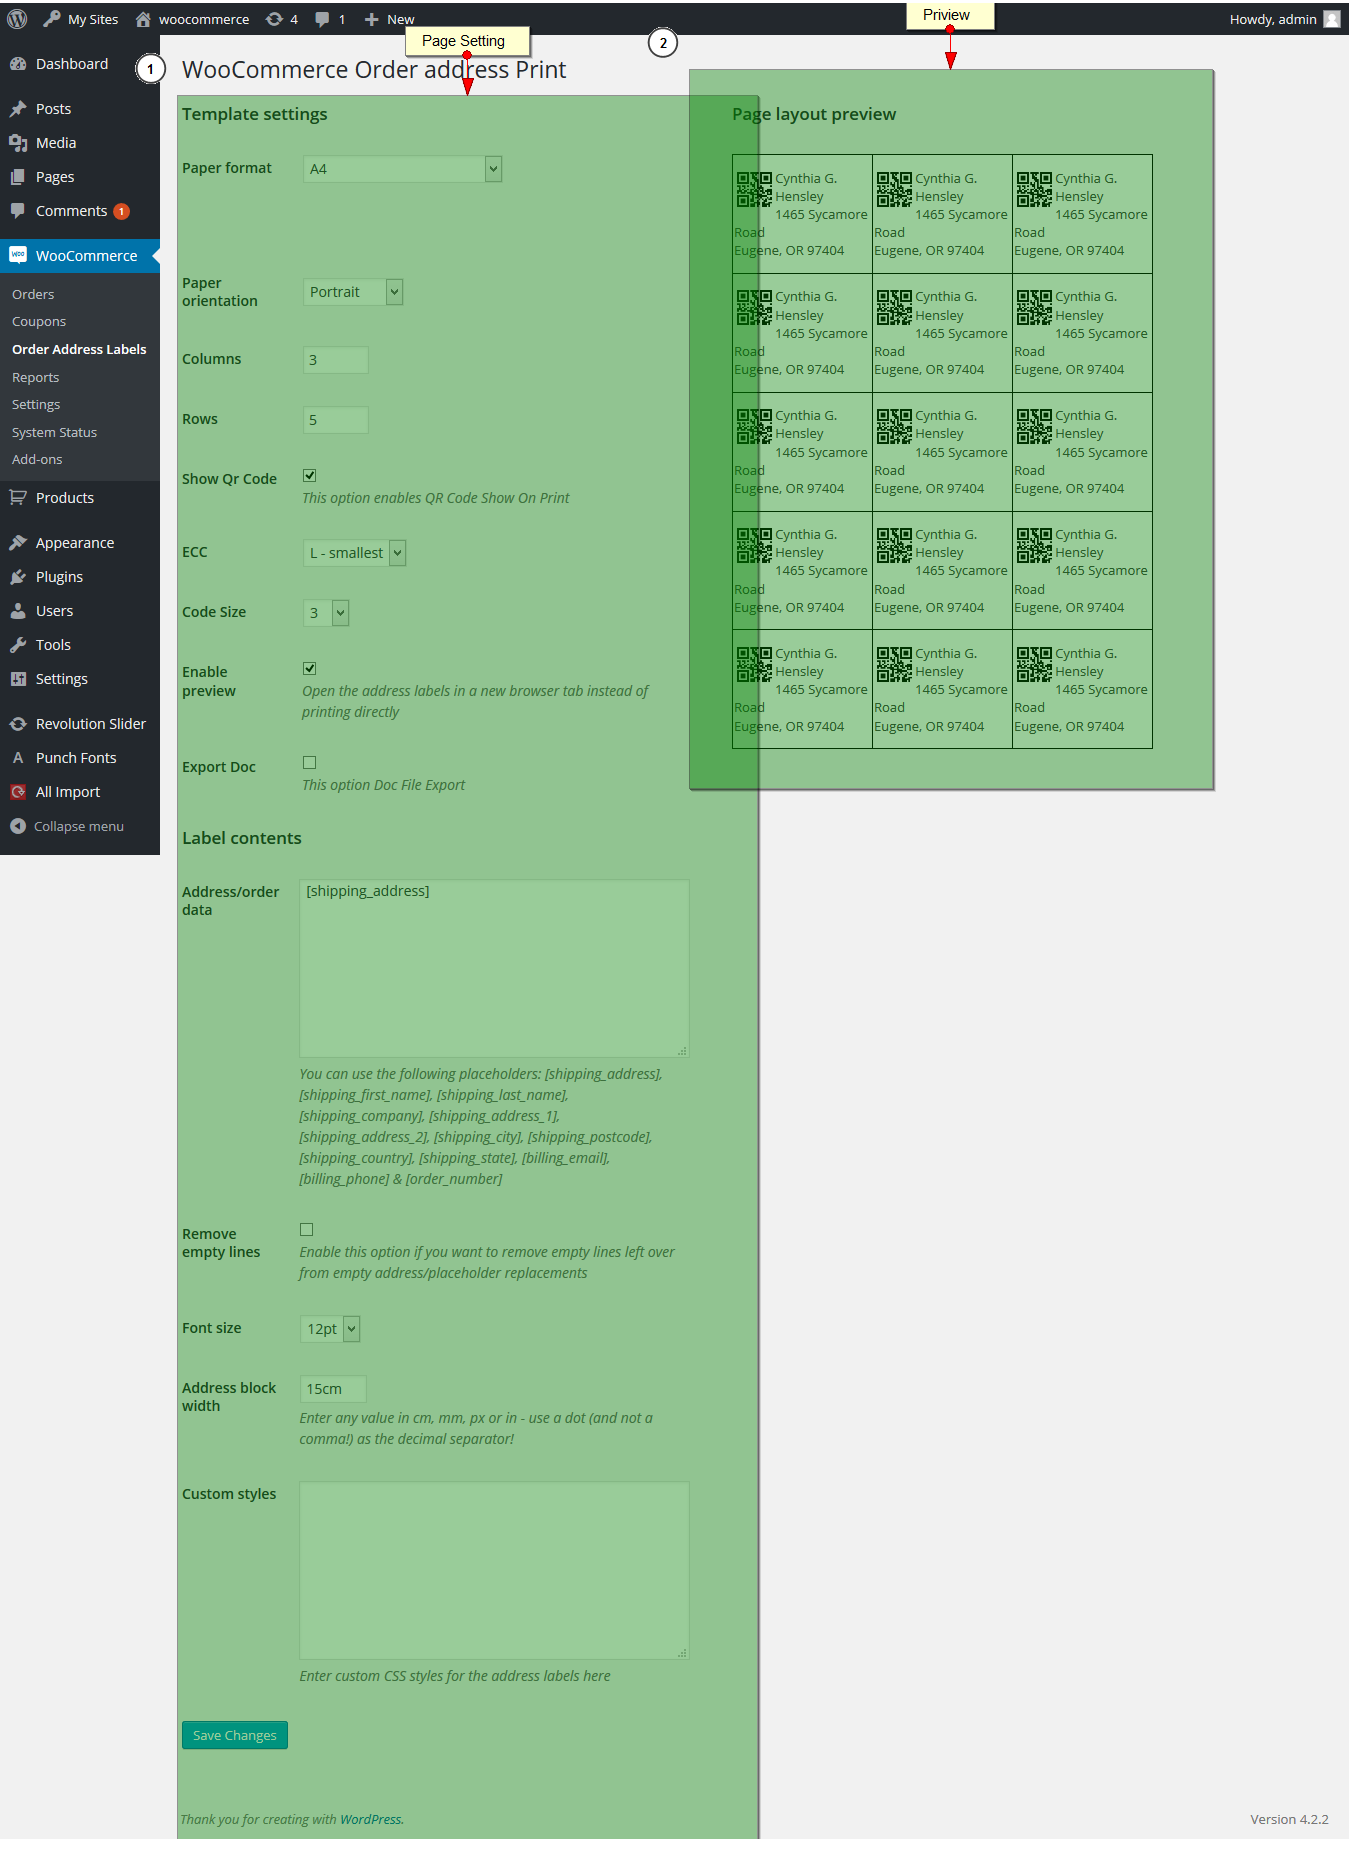 My Sites
woocommerce
4
1
New
Howdy, admin
Priview
Page Setting
1
2
Dashboard
Posts
Media
Pages
Comments 1
WooCommerce
Orders
Coupons
Order Address Labels
Reports
Settings
System Status
Add-ons
Products
Appearance
Plugins
Users
Tools
Settings
Revolution Slider
Punch Fonts
All Import
Collapse menu
WooCommerce Order address Print
Template settings
Paper format
A4
Paper
orientation
Portrait
Columns
3
Rows
5
Show Qr Code
This option enables QR Code Show On Print
ECC
L - smallest
Code Size
3
Enable
preview
Open the address labels in a new browser tab instead of
printing directly
Export Doc
This option Doc File Export
Label contents
Address/order
data
[shipping_address]
You can use the following placeholders: [shipping_address],
[shipping_first_name], [shipping_last_name],
[shipping_company], [shipping_address_1],
[shipping_address_2], [shipping_city], [shipping_postcode],
[shipping_country], [shipping_state], [billing_email],
[billing_phone] & [order_number]
Remove
empty lines
Enable this option if you want to remove empty lines left over
from empty address/placeholder replacements
Font size
12pt
Address block
width
15cm
Enter any value in cm, mm, px or in - use a dot (and not a
comma!) as the decimal separator!
Custom styles
Enter custom CSS styles for the address labels here
Save Changes
Page layout preview
Cynthia G.
Hensley
1465 Sycamore
Road
Eugene, OR 97404
Cynthia G.
Hensley
1465 Sycamore
Road
Eugene, OR 97404
Cynthia G.
Hensley
1465 Sycamore
Road
Eugene, OR 97404
Cynthia G.
Hensley
1465 Sycamore
Road
Eugene, OR 97404
Cynthia G.
Hensley
1465 Sycamore
Road
Eugene, OR 97404
Cynthia G.
Hensley
1465 Sycamore
Road
Eugene, OR 97404
Cynthia G.
Hensley
1465 Sycamore
Road
Eugene, OR 97404
Cynthia G.
Hensley
1465 Sycamore
Road
Eugene, OR 97404
Cynthia G.
Hensley
1465 Sycamore
Road
Eugene, OR 97404
Cynthia G.
Hensley
1465 Sycamore
Road
Eugene, OR 97404
Cynthia G.
Hensley
1465 Sycamore
Road
Eugene, OR 97404
Cynthia G.
Hensley
1465 Sycamore
Road
Eugene, OR 97404
Cynthia G.
Hensley
1465 Sycamore
Road
Eugene, OR 97404
Cynthia G.
Hensley
1465 Sycamore
Road
Eugene, OR 97404
Cynthia G.
Hensley
1465 Sycamore
Road
Eugene, OR 97404
Thank you for creating with WordPress.
Version 4.2.2